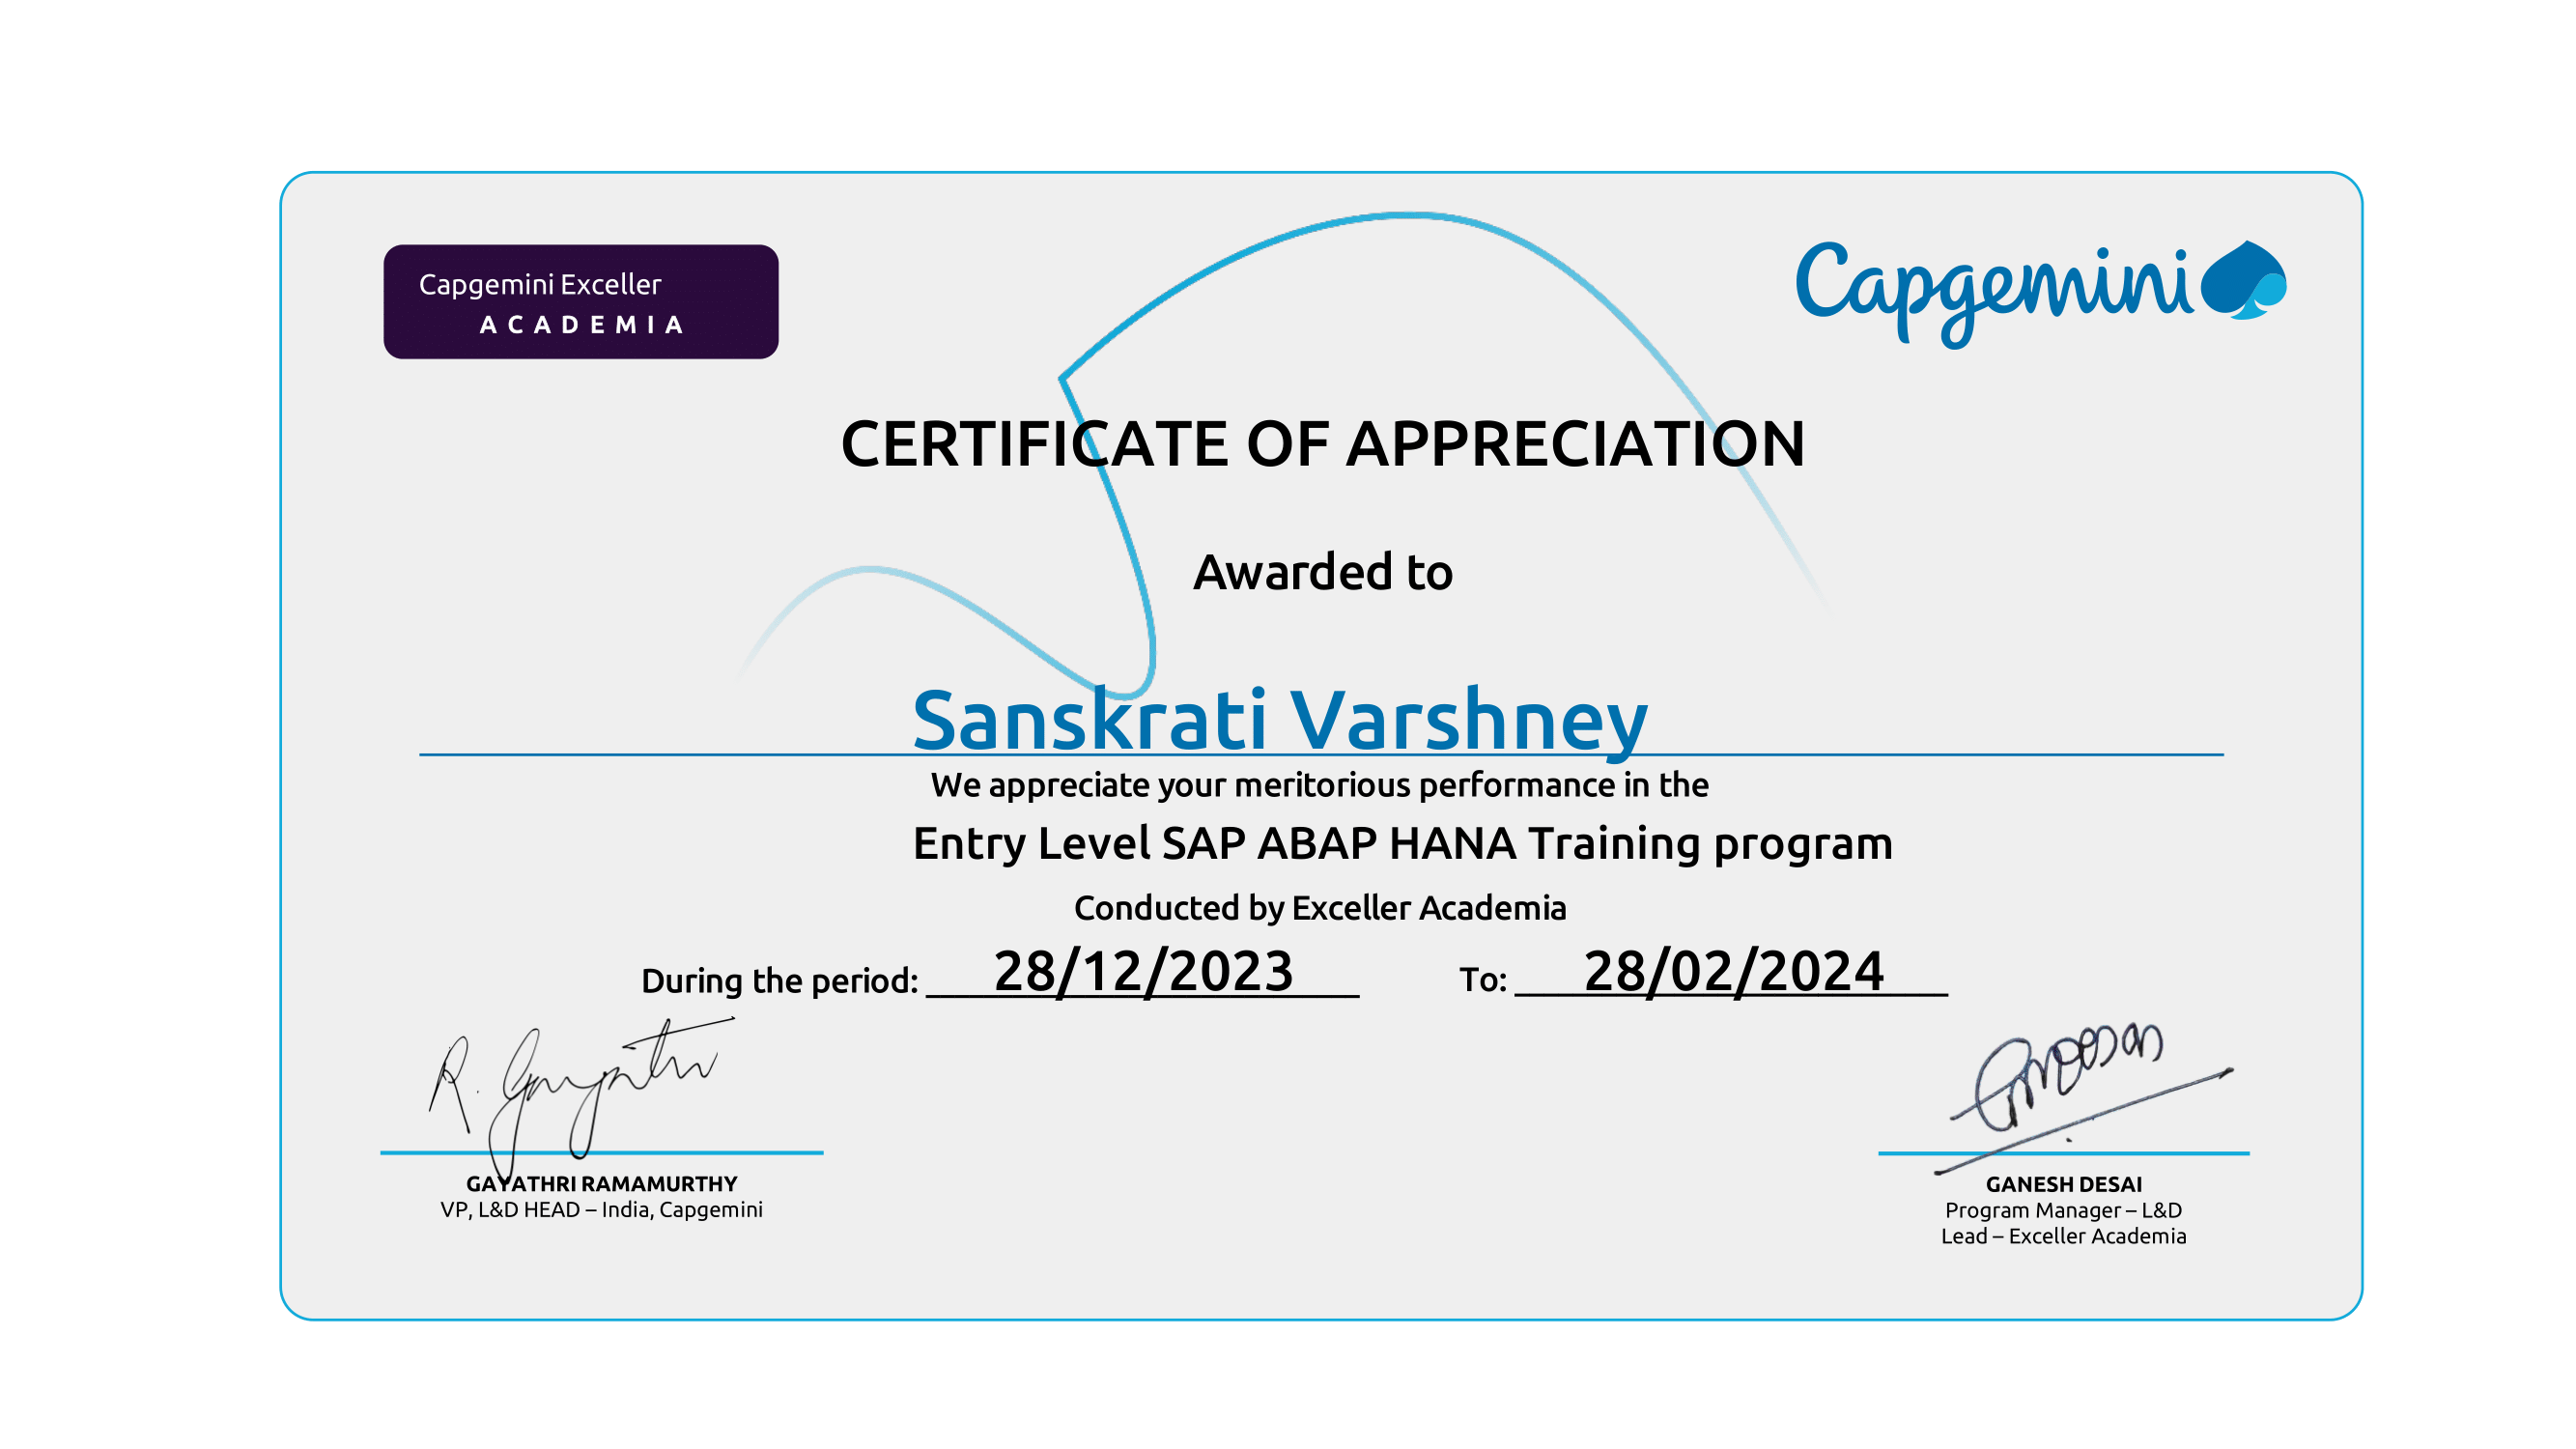 Capgemini Exceller
ACADEMIA
Capgemini
CERTIFICATE OF APPRECIATION
Awarded to
Sanskrati Varshney
We appreciate your meritorious performance in the
Entry Level SAP ABAP HANA Training program
Conducted by Exceller Academia
During the period: 28/12/2023 To: 28/02/2024
R. Gayatri
GAYATHRI RAMAMURTHY
VP, L&D HEAD – India, Capgemini
GANESH DESAI
Program Manager – L&D
Lead – Exceller Academia